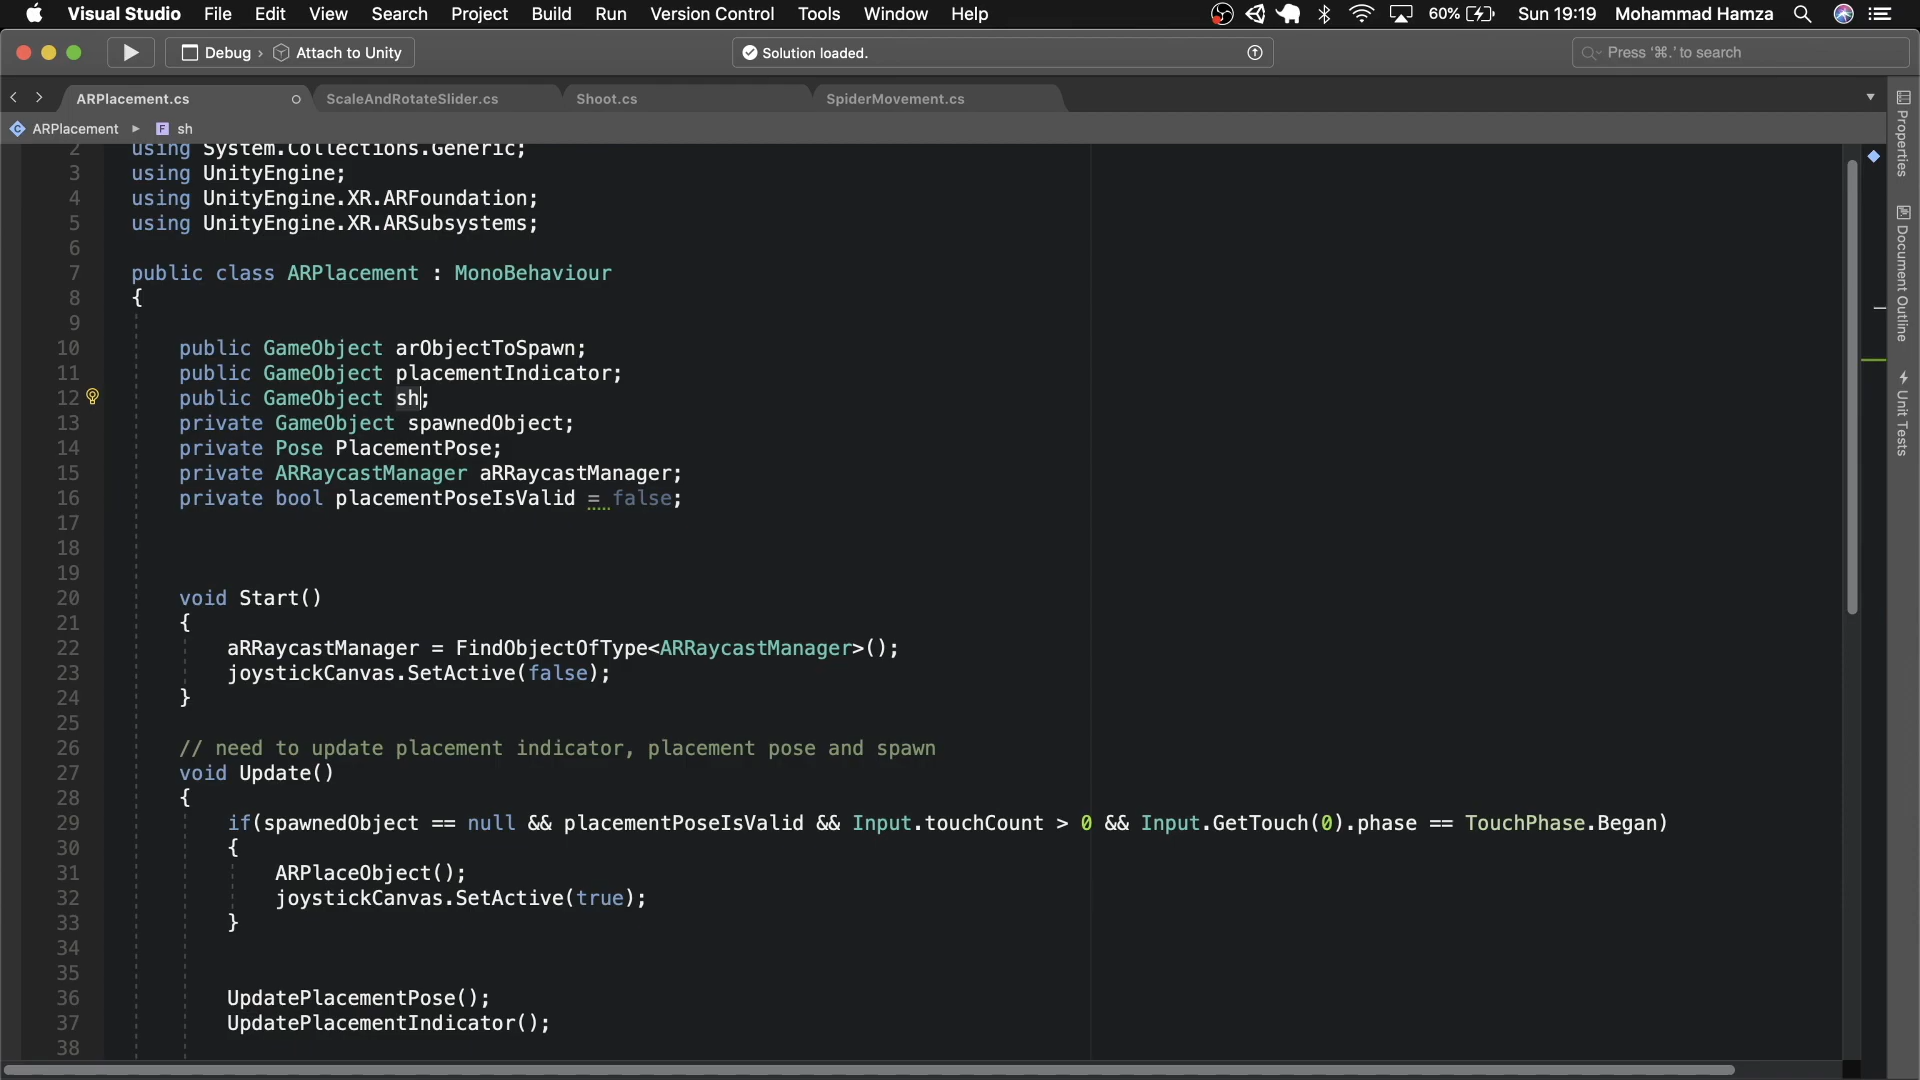 Visual Studio File Edit View Search Project Build Run Version Control Tools Window Help 60% Sun 19:19 Mohammad Hamza
Debug › Attach to Unity Solution loaded. Press '⌘.' to search
ARPlacement.cs ScaleAndRotateSlider.cs Shoot.cs SpiderMovement.cs
ARPlacement F sh
2 using System.Collections.Generic;
3 using UnityEngine;
4 using UnityEngine.XR.ARFoundation;
5 using UnityEngine.XR.ARSubsystems;
6
7 public class ARPlacement : MonoBehaviour
8 {
9
10 public GameObject arObjectToSpawn;
11 public GameObject placementIndicator;
12 public GameObject sh;
13 private GameObject spawnedObject;
14 private Pose PlacementPose;
15 private ARRaycastManager aRRaycastManager;
16 private bool placementPoseIsValid = false;
17
18
19
20 void Start()
21 {
22 aRRaycastManager = FindObjectOfType<ARRaycastManager>();
23 joystickCanvas.SetActive(false);
24 }
25
26 // need to update placement indicator, placement pose and spawn
27 void Update()
28 {
29 if(spawnedObject == null && placementPoseIsValid && Input.touchCount > 0 && Input.GetTouch(0).phase == TouchPhase.Began)
30 {
31 ARPlaceObject();
32 joystickCanvas.SetActive(true);
33 }
34
35
36 UpdatePlacementPose();
37 UpdatePlacementIndicator();
38
Properties
Document Outline
Unit Tests